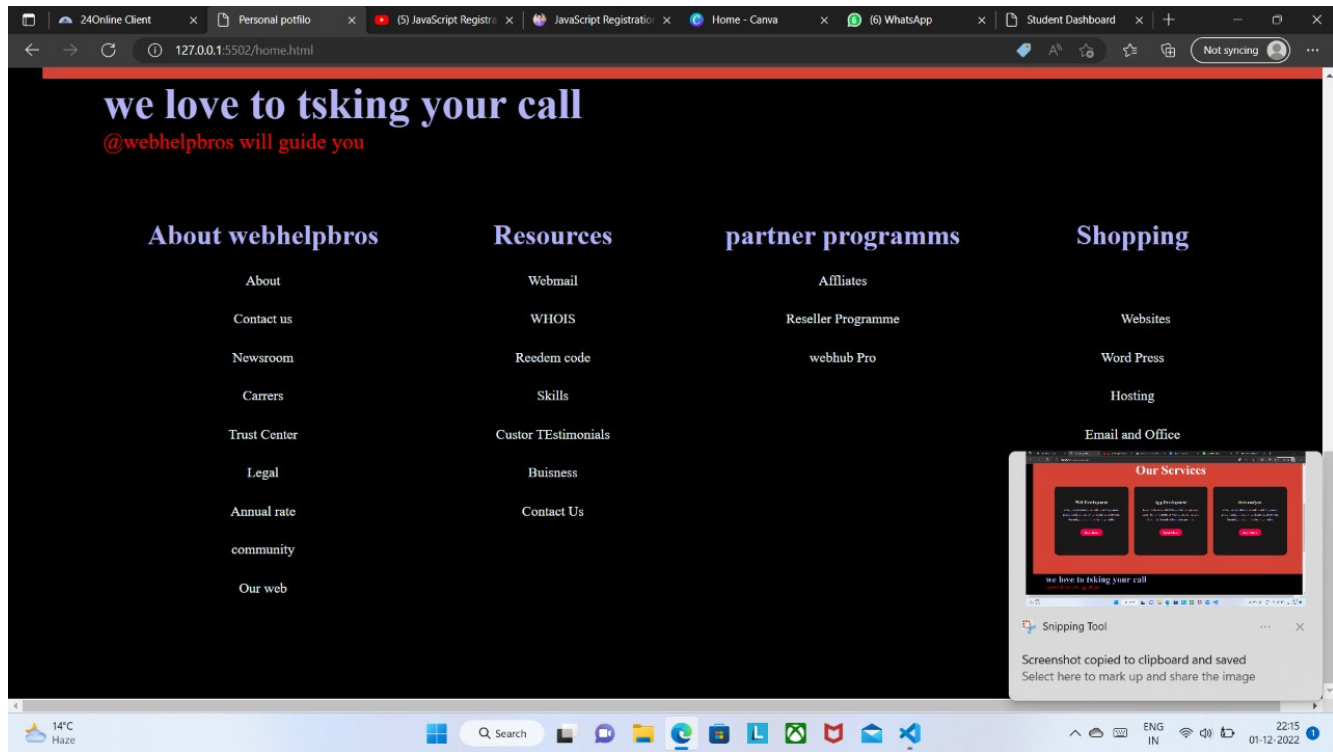 24Online Client
Personal potfilo
(5) JavaScript Registra
JavaScript Registration
Home - Canva
(6) WhatsApp
Student Dashboard
127.0.0.1:5502/home.html
Not syncing
we love to tsking your call
@webhelpbros will guide you
About webhelpbros Resources partner programms Shopping
About Webmail Affliates
Contact us WHOIS Reseller Programme Websites
Newsroom Reedem code webhub Pro Word Press
Carrers Skills Hosting
Trust Center Custor TEstimonials Email and Office
Legal Buisness
Annual rate Contact Us
community
Our web
Our Services
we love to tsking your call
Snipping Tool
Screenshot copied to clipboard and saved
Select here to mark up and share the image
14°C
Haze
Search
ENG
IN
22:15
01-12-2022
1